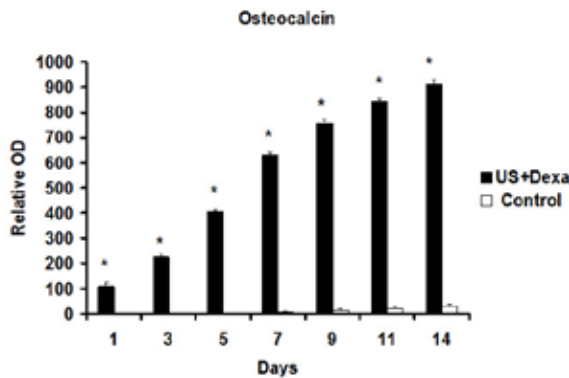 Osteocalcin
1000
900
800
700
600
500
400
300
200
100
0
Relative OD
* * * * * * *
US+Dexa
Control
1 3 5 7 9 11 14
Days